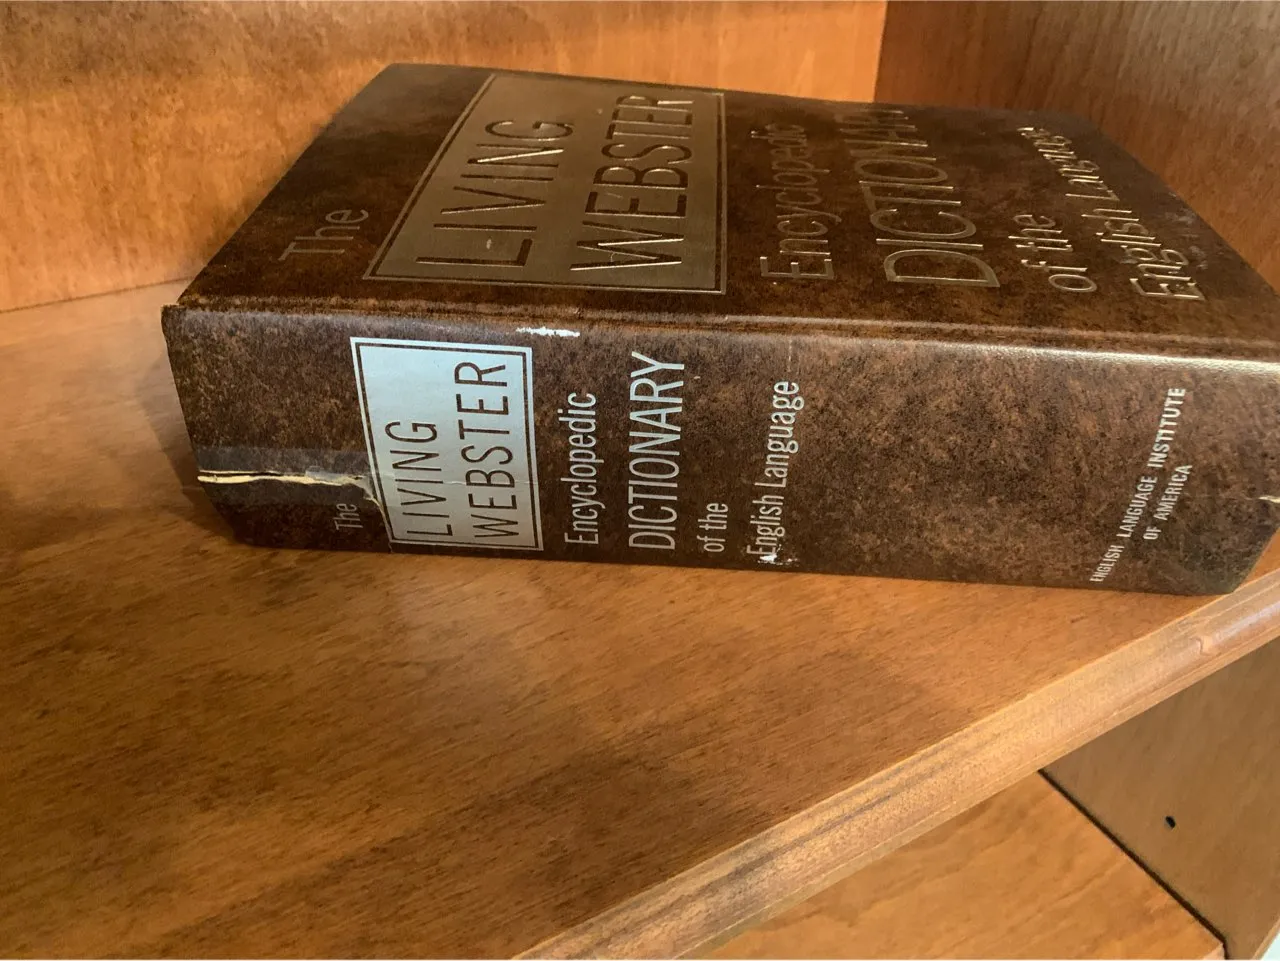 The
LIVING
WEBSTER
Encyclopedic
DICTIONARY
of the
English Language
The
LIVING
WEBSTER
Encyclopedic
DICTIONARY
of the
English Language
ENGLISH LANGUAGE INSTITUTE
OF AMERICA